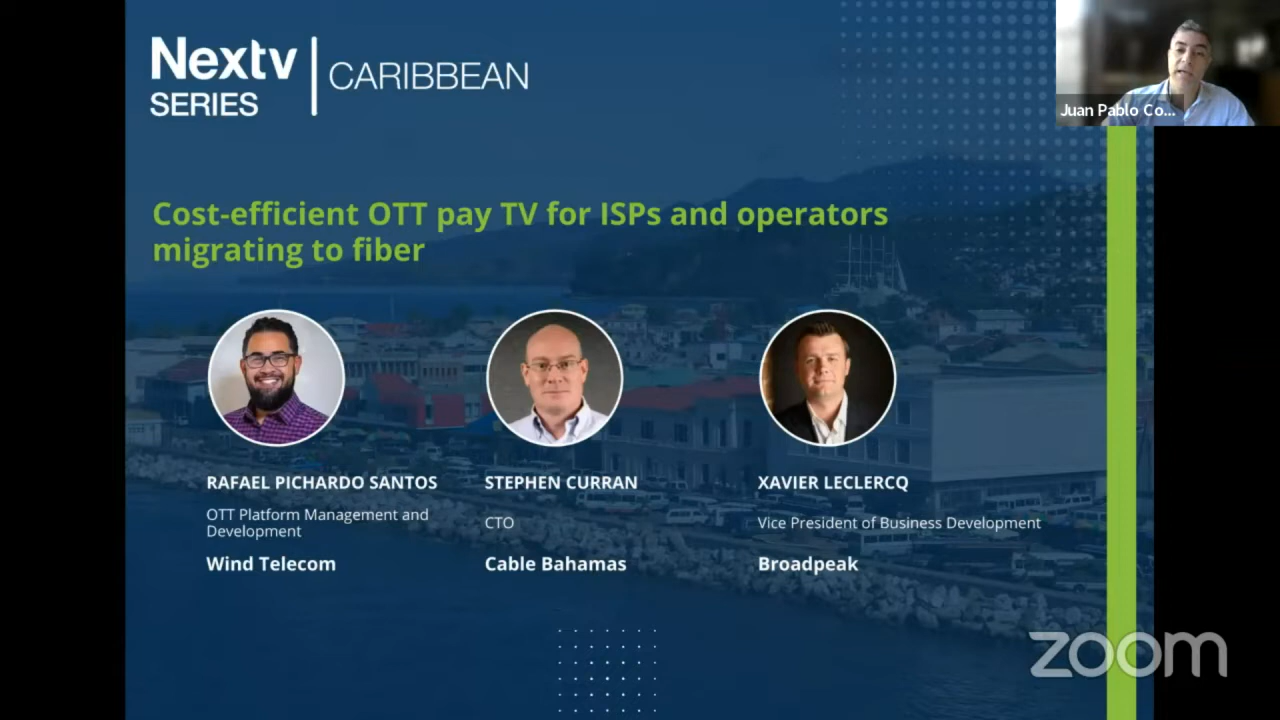 Nextv
SERIES
CARIBBEAN
Juan Pablo Co...
Cost-efficient OTT pay TV for ISPs and operators
migrating to fiber
RAFAEL PICHARDO SANTOS
OTT Platform Management and
Development
Wind Telecom
STEPHEN CURRAN
CTO
Cable Bahamas
XAVIER LECLERCQ
Vice President of Business Development
Broadpeak
zoom